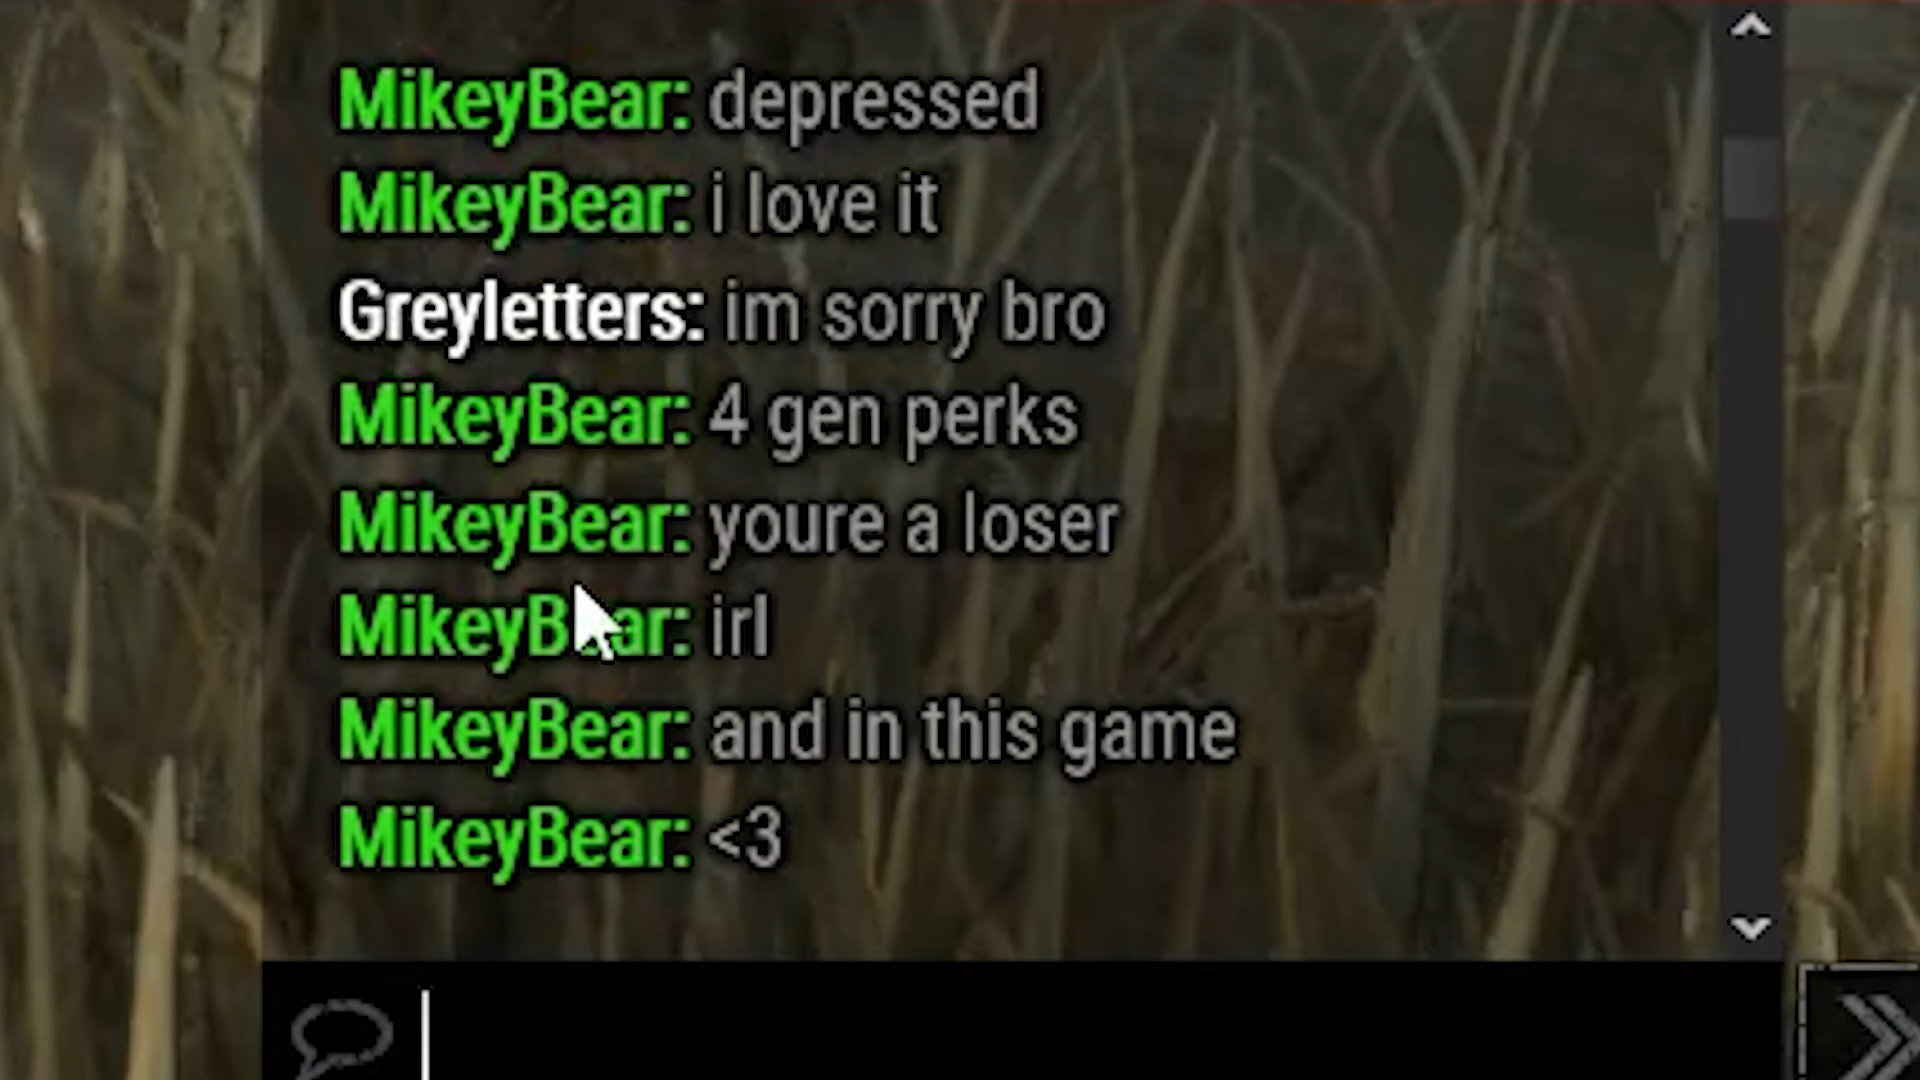 MikeyBear: depressed
MikeyBear: i love it
Greyletters: im sorry bro
MikeyBear: 4 gen perks
MikeyBear: youre a loser
MikeyBear: irl
MikeyBear: and in this game
MikeyBear: <3